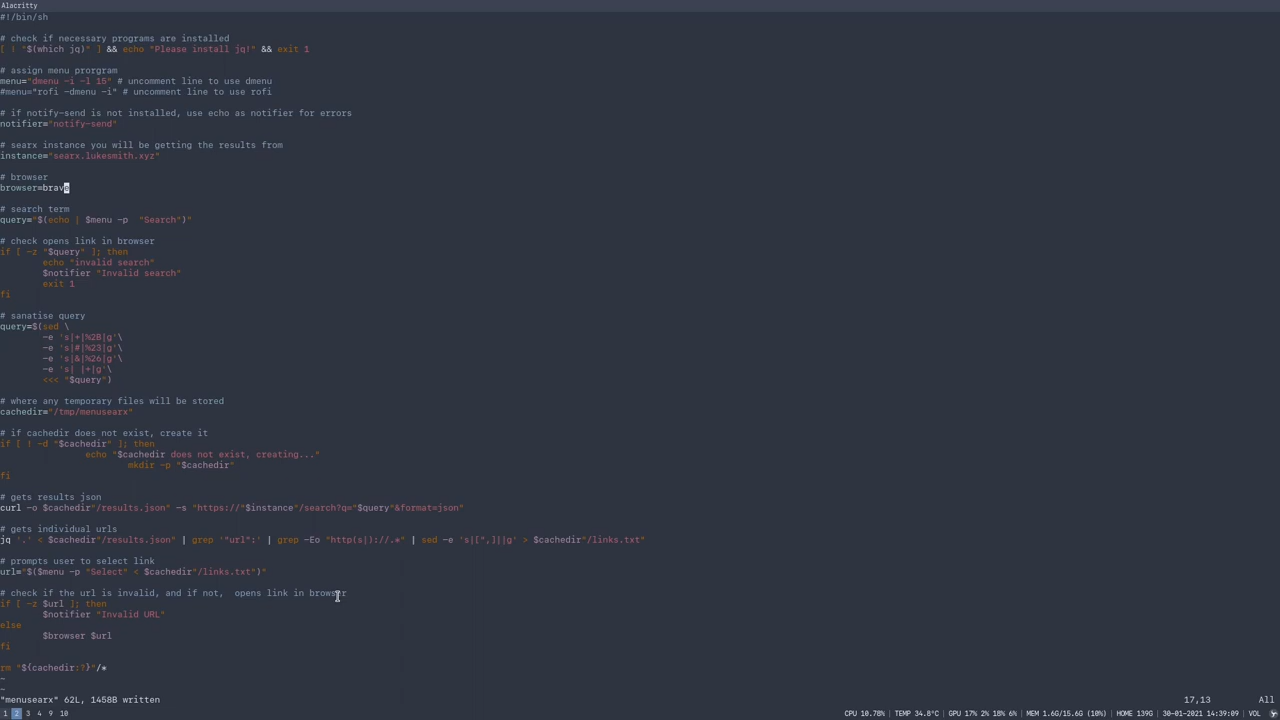 Alacritty
#!/bin/sh
# check if necessary programs are installed
[ ! "$(which jq)" ] && echo "Please install jq!" && exit 1
# assign menu prorgram
menu="dmenu -i -l 15" # uncomment line to use dmenu
#menu="rofi -dmenu -i" # uncomment line to use rofi
# if notify-send is not installed, use echo as notifier for errors
notifier="notify-send"
# searx instance you will be getting the results from
instance="searx.lukesmith.xyz"
# browser
browser=brave
# search term
query="$(echo | $menu -p  "Search")"
# check opens link in browser
if [ -z "$query" ]; then
        echo "invalid search"
        $notifier "Invalid search"
        exit 1
fi
# sanatise query
query=$(sed \
        -e 's|+|%2B|g'\
        -e 's|#|%23|g'\
        -e 's|&|%26|g'\
        -e 's| |+|g'\
        <<< "$query")
# where any temporary files will be stored
cachedir="/tmp/menusearx"
# if cachedir does not exist, create it
if [ ! -d "$cachedir" ]; then
                echo "$cachedir does not exist, creating..."
                        mkdir -p "$cachedir"
fi
# gets results json
curl -o $cachedir"/results.json" -s "https://"$instance"/search?q="$query"&format=json"
# gets individual urls
jq '.' < $cachedir"/results.json" | grep '"url":' | grep -Eo "http(s|)://.*" | sed -e 's|[",]||g' > $cachedir"/links.txt"
# prompts user to select link
url="$($menu -p "Select" < $cachedir"/links.txt")"
# check if the url is invalid, and if not,  opens link in browser
if [ -z $url ]; then
        $notifier "Invalid URL"
else
        $browser $url
fi
rm "${cachedir:?}"/*
~
~
"menusearx" 62L, 1458B written 17,13 All
1 2 3 4 9 10 CPU 10.78% | TEMP 34.8°C | GPU 17% 2% 18% 6% | MEM 1.6G/15.6G (10%) | HOME 139G | 30-01-2021 14:39:09 | VOL